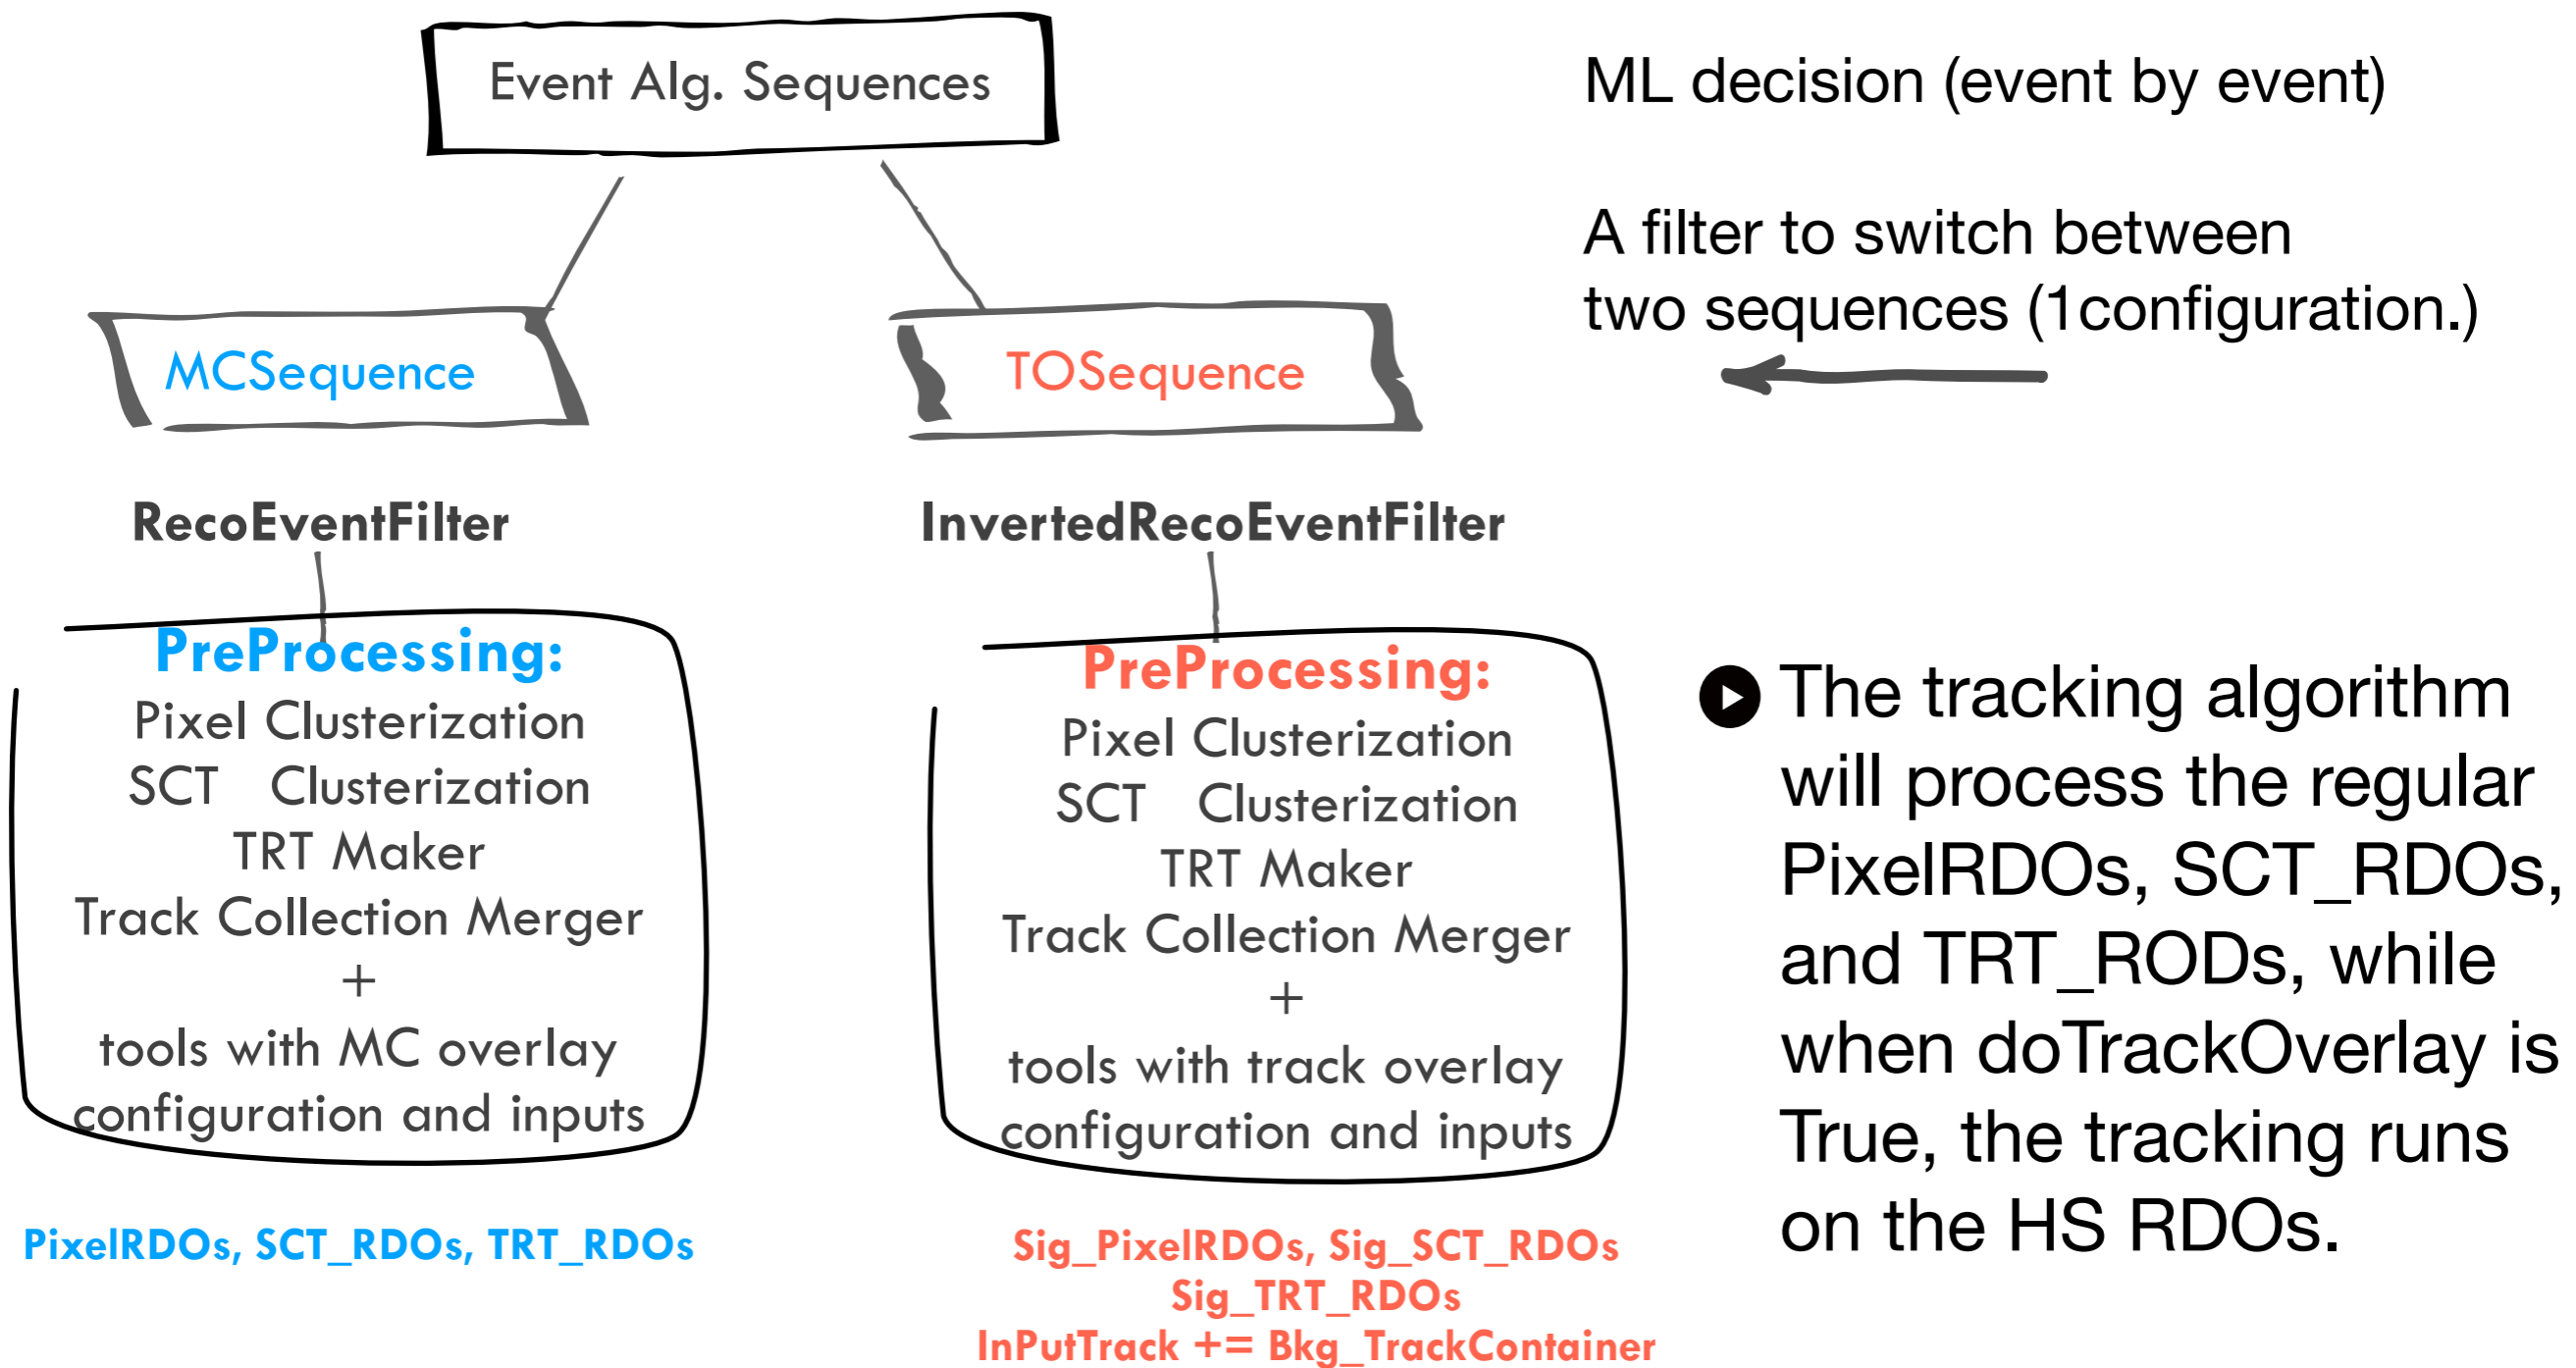 Event Alg. Sequences
ML decision (event by event)
A filter to switch between
two sequences (1configuration.)
MCSequence
TOSequence
RecoEventFilter
InvertedRecoEventFilter
PreProcessing:
Pixel Clusterization
SCT Clusterization
TRT Maker
Track Collection Merger
+
tools with MC overlay
configuration and inputs
PixelRDOs, SCT_RDOs, TRT_RDOs
PreProcessing:
Pixel Clusterization
SCT Clusterization
TRT Maker
Track Collection Merger
+
tools with track overlay
configuration and inputs
Sig_PixelRDOs, Sig_SCT_RDOs
Sig_TRT_RDOs
InPutTrack += Bkg_TrackContainer
The tracking algorithm
will process the regular
PixelRDOs, SCT_RDOs,
and TRT_RODs, while
when doTrackOverlay is
True, the tracking runs
on the HS RDOs.